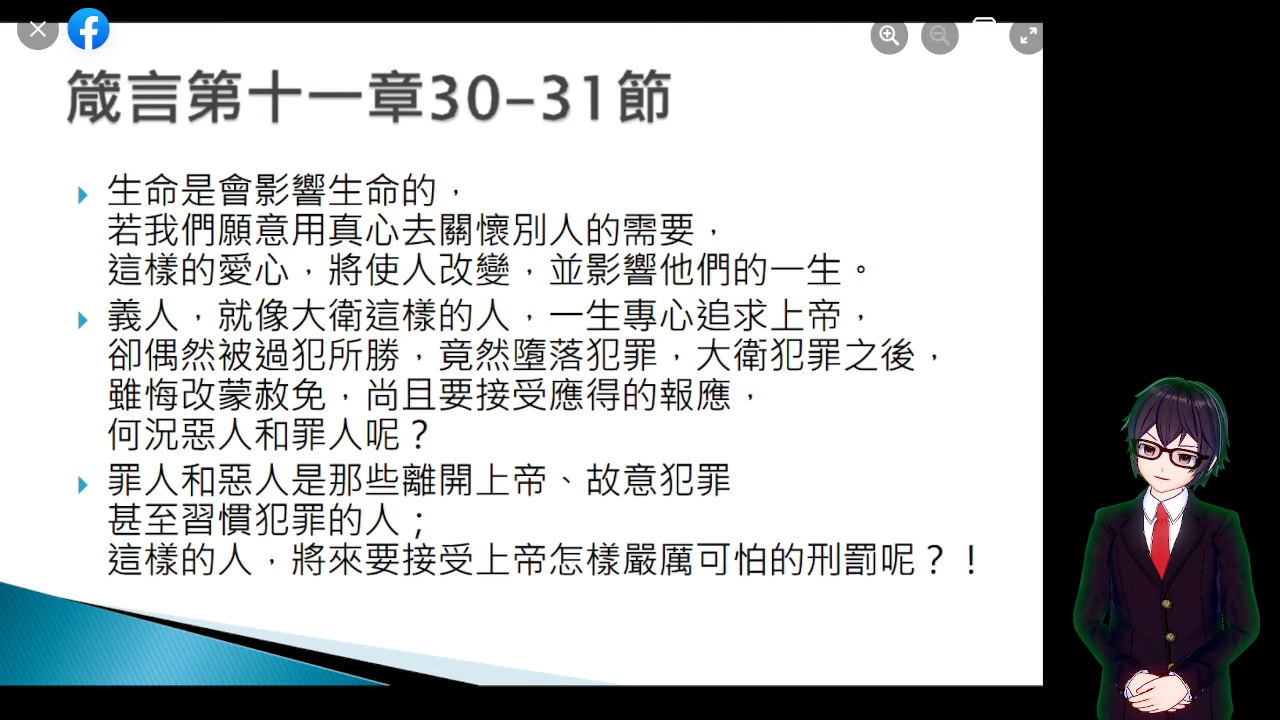 箴言第十一章30-31節
生命是會影響生命的，
若我們願意用真心去關懷別人的需要，
這樣的愛心，將使人改變，並影響他們的一生。
義人，就像大衛這樣的人，一生專心追求上帝，
卻偶然被過犯所勝，竟然墮落犯罪，大衛犯罪之後，
雖悔改蒙赦免，尚且要接受應得的報應，
何況惡人和罪人呢？
罪人和惡人是那些離開上帝、故意犯罪
甚至習慣犯罪的人；
這樣的人，將來要接受上帝怎樣嚴厲可怕的刑罰呢？！